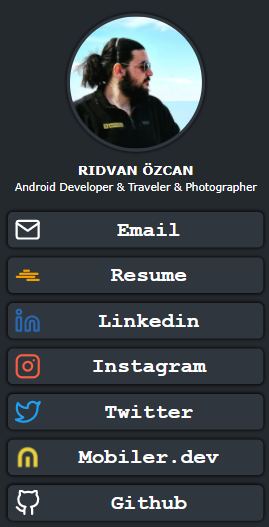 RIDVAN ÖZCAN
Android Developer & Traveler & Photographer
Email
Resume
Linkedin
Instagram
Twitter
Mobiler.dev
Github